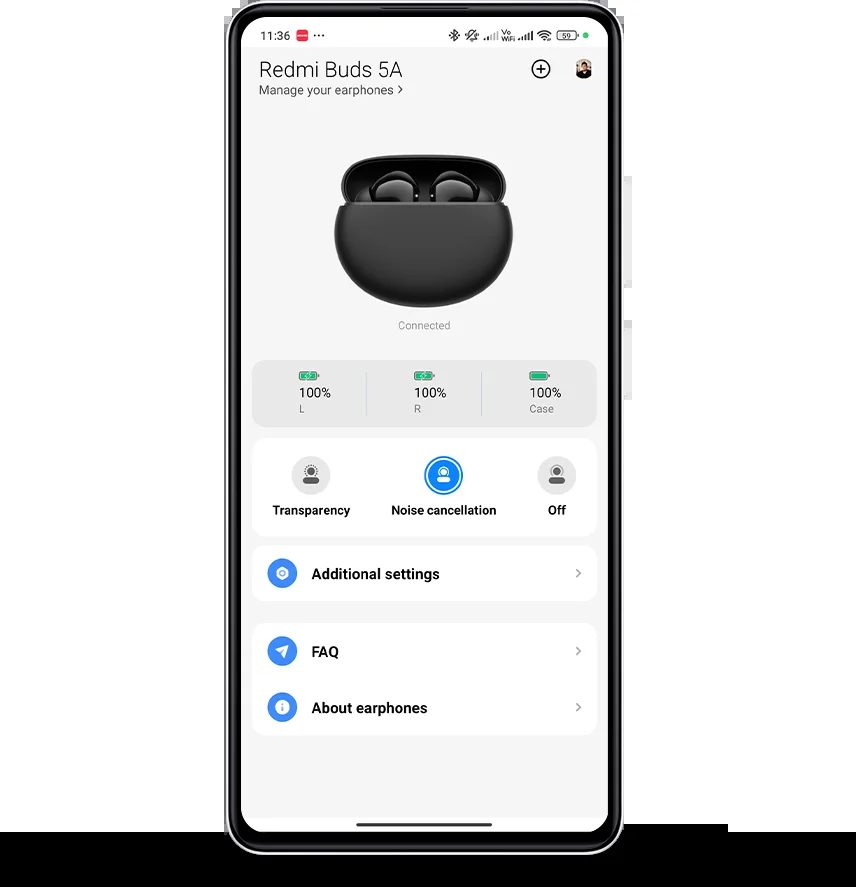 11:36 ... Vo WiFi 59
Redmi Buds 5A
Manage your earphones >
Connected
100% 100% 100%
L R Case
Transparency Noise cancellation Off
Additional settings >
FAQ >
About earphones >